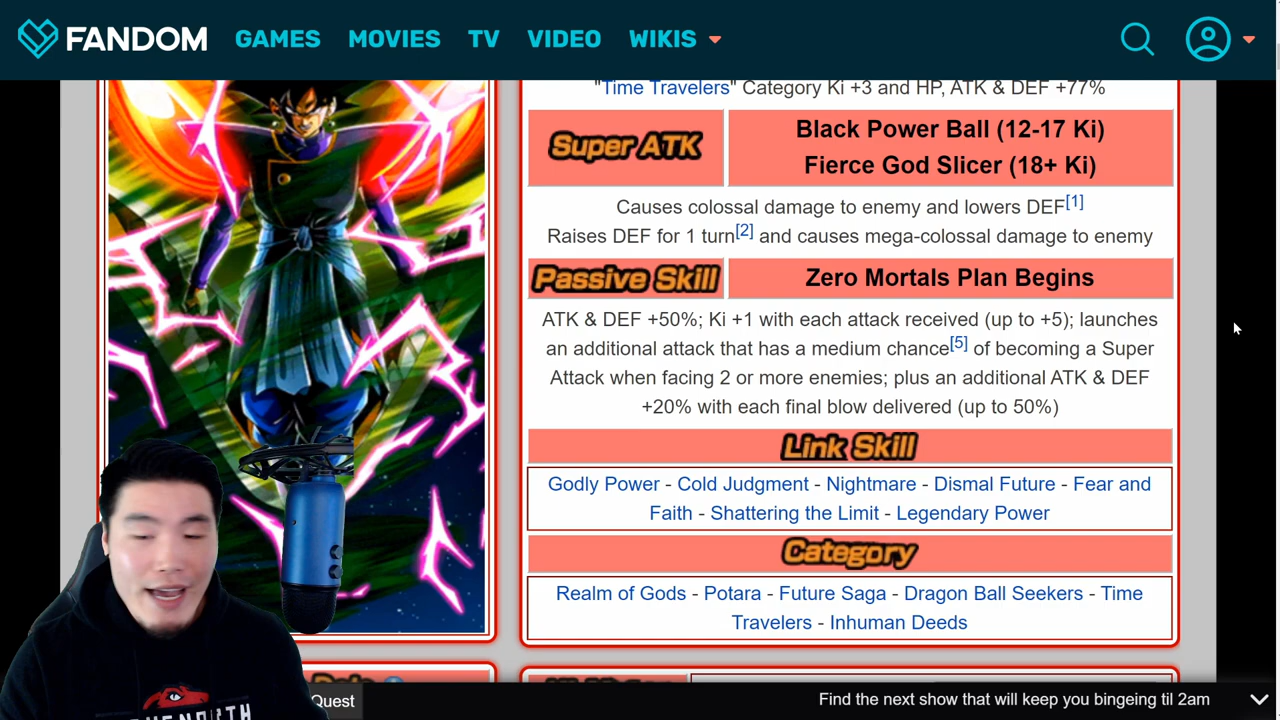 FANDOM GAMES MOVIES TV VIDEO WIKIS
"Time Travelers" Category Ki +3 and HP, ATK & DEF +77%
Super ATK
Black Power Ball (12-17 Ki)
Fierce God Slicer (18+ Ki)
Causes colossal damage to enemy and lowers DEF[1]
Raises DEF for 1 turn[2] and causes mega-colossal damage to enemy
Passive Skill
Zero Mortals Plan Begins
ATK & DEF +50%; Ki +1 with each attack received (up to +5); launches
an additional attack that has a medium chance[5] of becoming a Super
Attack when facing 2 or more enemies; plus an additional ATK & DEF
+20% with each final blow delivered (up to 50%)
Link Skill
Godly Power - Cold Judgment - Nightmare - Dismal Future - Fear and
Faith - Shattering the Limit - Legendary Power
Category
Realm of Gods - Potara - Future Saga - Dragon Ball Seekers - Time
Travelers - Inhuman Deeds
Quest
Find the next show that will keep you bingeing til 2am